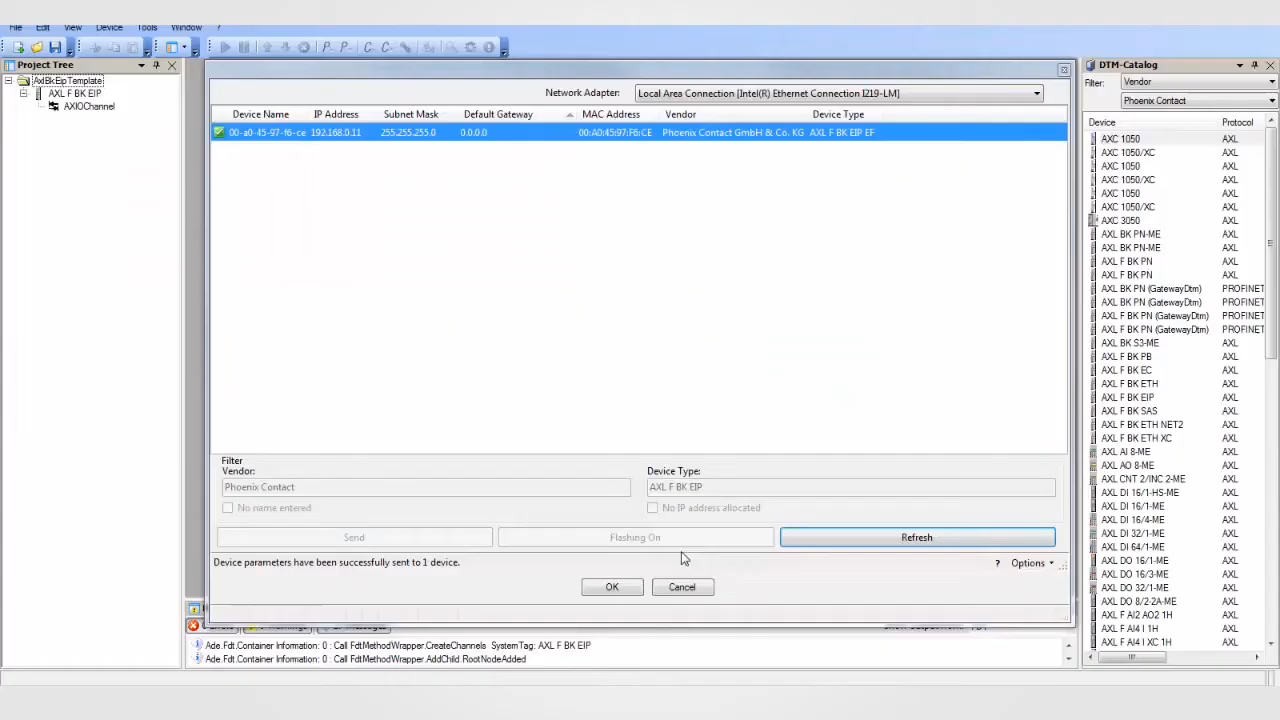 File Edit View Device Tools Window ?
Project Tree
AxlBkEipTemplate
AXL F BK EIP
AXIOChannel
Network Adapter: Local Area Connection [Intel(R) Ethernet Connection I219-LM]
Device Name IP Address Subnet Mask Default Gateway MAC Address Vendor Device Type
00-a0-45-97-f6-ce 192.168.0.11 255.255.255.0 0.0.0.0 00:A0:45:97:F6:CE Phoenix Contact GmbH & Co. KG AXL F BK EIP EF
Filter
Vendor: Device Type:
Phoenix Contact AXL F BK EIP
No name entered No IP address allocated
Send Flashing On Refresh
Device parameters have been successfully sent to 1 device. ? Options
OK Cancel
Ade.Fdt.Container Information: 0 : Call FdtMethodWrapper.CreateChannels SystemTag: AXL F BK EIP
Ade.Fdt.Container Information: 0 : Call FdtMethodWrapper.AddChild.RootNodeAdded
DTM-Catalog
Filter: Vendor
Phoenix Contact
Device Protocol
AXC 1050 AXL
AXC 1050/XC AXL
AXC 1050 AXL
AXC 1050/XC AXL
AXC 1050 AXL
AXC 1050/XC AXL
AXC 3050 AXL
AXL BK PN-ME AXL
AXL BK PN-ME AXL
AXL F BK PN AXL
AXL F BK PN AXL
AXL BK PN (GatewayDtm) PROFINET
AXL BK PN (GatewayDtm) PROFINET
AXL F BK PN (GatewayDtm) PROFINET
AXL F BK PN (GatewayDtm) PROFINET
AXL BK S3-ME AXL
AXL F BK PB AXL
AXL F BK EC AXL
AXL F BK ETH AXL
AXL F BK EIP AXL
AXL F BK SAS AXL
AXL F BK ETH NET2 AXL
AXL F BK ETH XC AXL
AXL AI 8-ME AXL
AXL AO 8-ME AXL
AXL CNT 2/INC 2-ME AXL
AXL DI 16/1-HS-ME AXL
AXL DI 16/1-ME AXL
AXL DI 16/4-ME AXL
AXL DI 32/1-ME AXL
AXL DI 64/1-ME AXL
AXL DO 16/1-ME AXL
AXL DO 16/3-ME AXL
AXL DO 32/1-ME AXL
AXL DO 8/2-2A-ME AXL
AXL F AI2 AO2 1H AXL
AXL F AI4 I 1H AXL
AXL F AI4 I XC 1H AXL